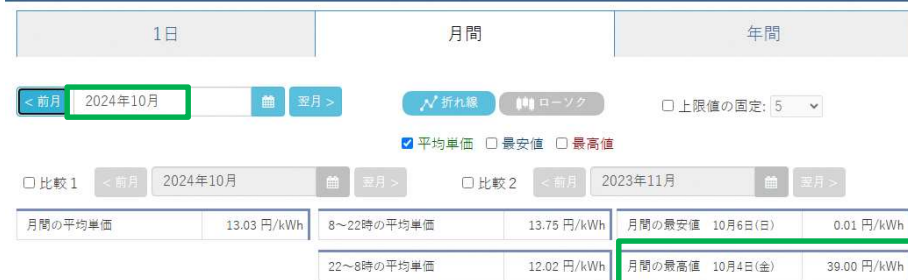 1日 月間 年間
< 前月 2024年10月 翌月 > 折れ線 ローソク 上限値の固定: 5
平均単価 最安値 最高値
比較1 < 前月 2024年10月 翌月 > 比較2 < 前月 2023年11月 翌月 >
月間の平均単価 13.03 円/kWh 8～22時の平均単価 13.75 円/kWh 月間の最安値 10月6日(日) 0.01 円/kWh
22～8時の平均単価 12.02 円/kWh 月間の最高値 10月4日(金) 39.00 円/kWh